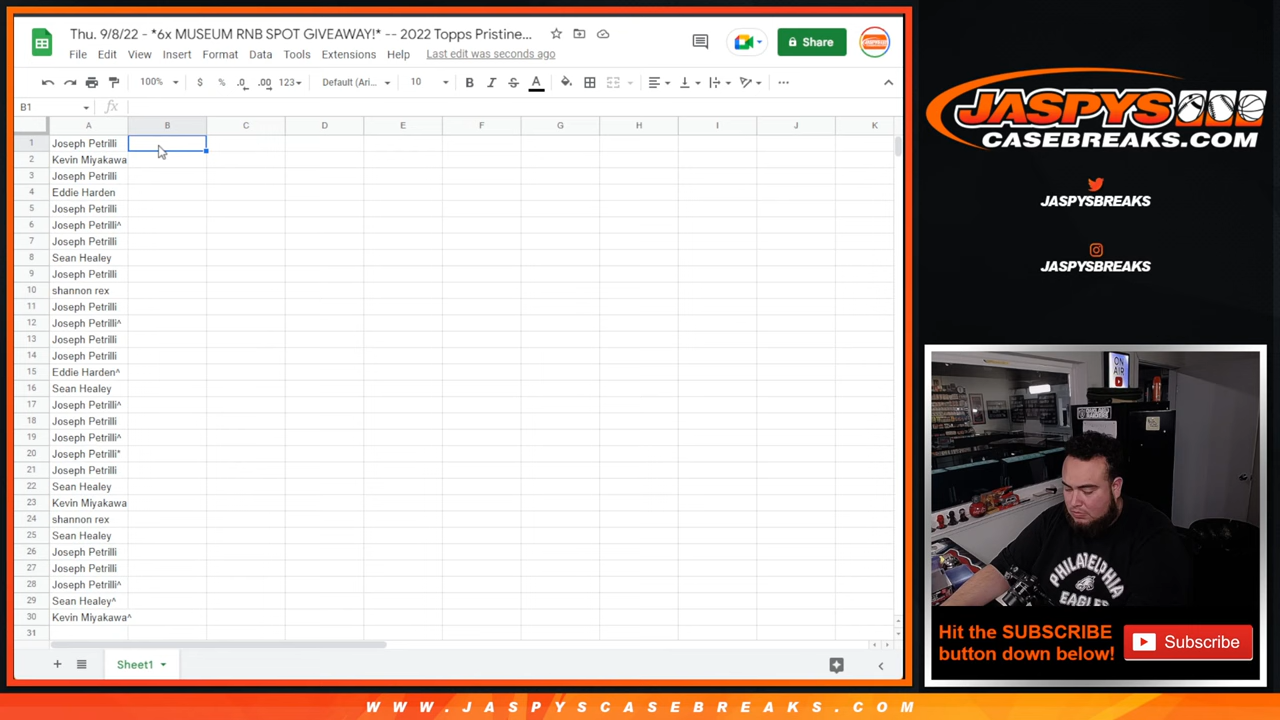 Thu. 9/8/22 - *6x MUSEUM RNB SPOT GIVEAWAY!* -- 2022 Topps Pristine...
File Edit View Insert Format Data Tools Extensions Help Last edit was seconds ago
Share
100% $ % .0 .00 123 Default (Ari... 10 B I S A
B1 fx
A B C D E F G H I J K
1 Joseph Petrilli
2 Kevin Miyakawa
3 Joseph Petrilli
4 Eddie Harden
5 Joseph Petrilli
6 Joseph Petrilli^
7 Joseph Petrilli
8 Sean Healey
9 Joseph Petrilli
10 shannon rex
11 Joseph Petrilli
12 Joseph Petrilli^
13 Joseph Petrilli
14 Joseph Petrilli
15 Eddie Harden^
16 Sean Healey
17 Joseph Petrilli^
18 Joseph Petrilli
19 Joseph Petrilli^
20 Joseph Petrilli*
21 Joseph Petrilli
22 Sean Healey
23 Kevin Miyakawa
24 shannon rex
25 Sean Healey
26 Joseph Petrilli
27 Joseph Petrilli
28 Joseph Petrilli^
29 Sean Healey^
30 Kevin Miyakawa^
31
Sheet1
JASPYS
CASEBREAKS.COM
JASPYSBREAKS
JASPYSBREAKS
ON
AIR
PHILADELPHIA
EAGLES
Hit the SUBSCRIBE
button down below!
Subscribe
WWW.JASPYSCASEBREAKS.COM